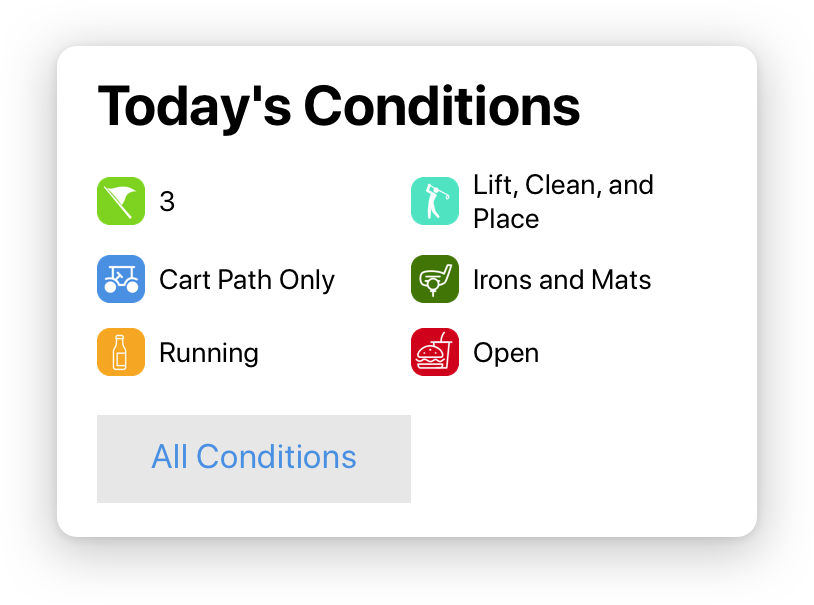 Today's Conditions
3
Lift, Clean, and
Place
Cart Path Only
Irons and Mats
Running
Open
All Conditions